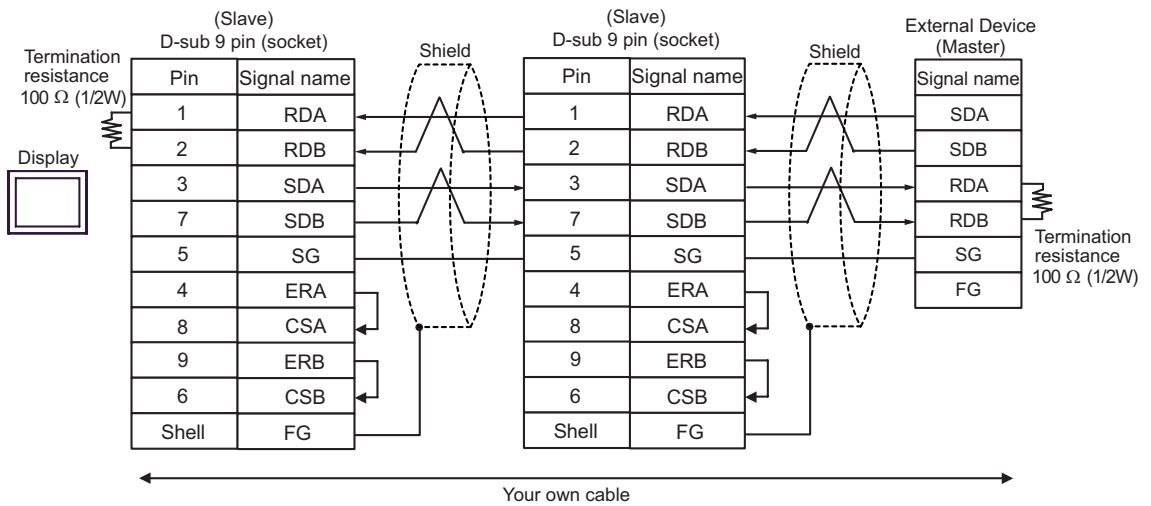 (Slave)
D-sub 9 pin (socket)
(Slave)
D-sub 9 pin (socket)
External Device
(Master)
Termination
resistance
100 Ω (1/2W)
Shield
Shield
Pin Signal name Pin Signal name Signal name
1 RDA 1 RDA SDA
2 RDB 2 RDB SDB
Display
3 SDA 3 SDA RDA
7 SDB 7 SDB RDB
5 SG 5 SG SG
Termination
resistance
100 Ω (1/2W)
4 ERA 4 ERA FG
8 CSA 8 CSA
9 ERB 9 ERB
6 CSB 6 CSB
Shell FG Shell FG
Your own cable